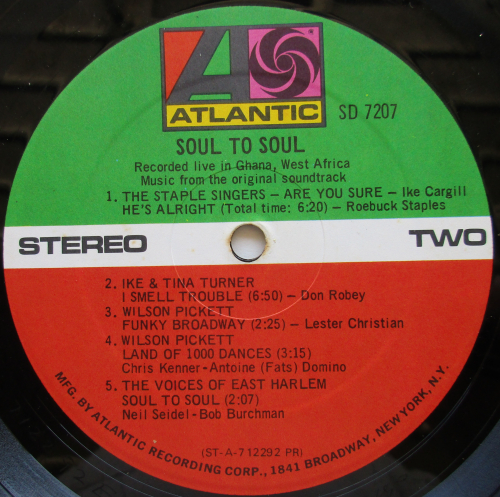 ATLANTIC
SD 7207
SOUL TO SOUL
Recorded live in Ghana, West Africa
Music from the original soundtrack
1. THE STAPLE SINGERS – ARE YOU SURE – Ike Cargill
HE'S ALRIGHT (Total time: 6:20) – Roebuck Staples
STEREO
TWO
2. IKE & TINA TURNER
I SMELL TROUBLE (6:50) – Don Robey
3. WILSON PICKETT
FUNKY BROADWAY (2:25) – Lester Christian
4. WILSON PICKETT
LAND OF 1000 DANCES (3:15)
Chris Kenner-Antoine (Fats) Domino
5. THE VOICES OF EAST HARLEM
SOUL TO SOUL (2:07)
Neil Seidel-Bob Burchman
(ST-A-712292 PR)
MFG. BY ATLANTIC RECORDING CORP., 1841 BROADWAY, NEW YORK, N.Y.